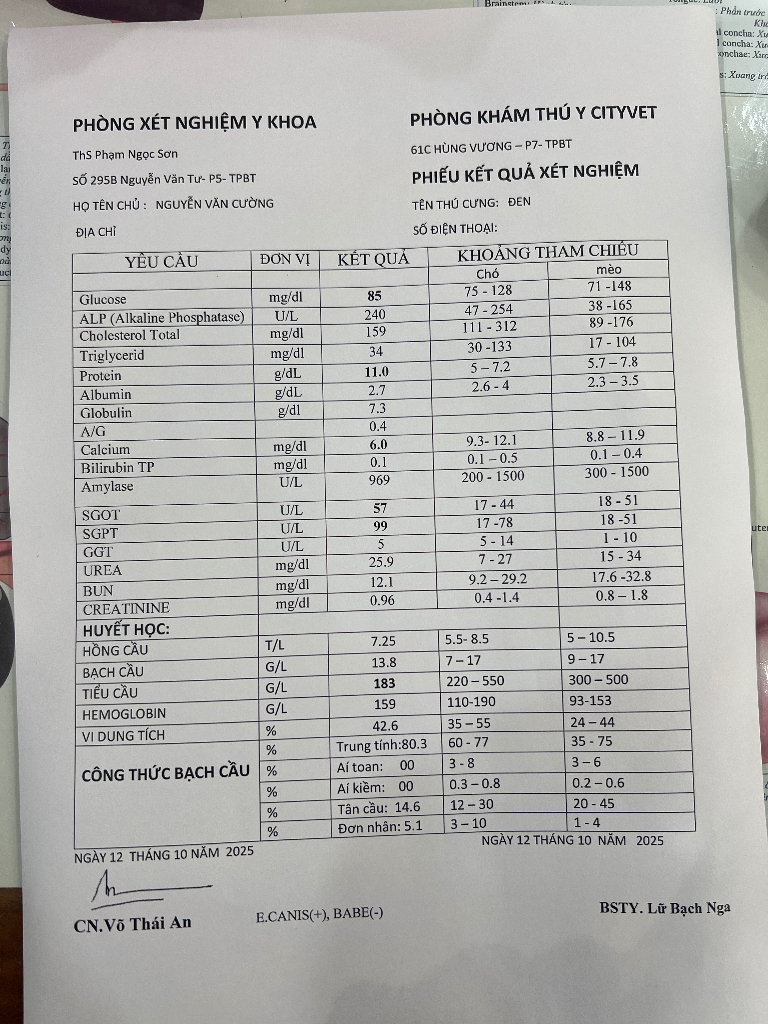 Brainstem:
: Phần trước
al concha: Xu
l concha: Xu
onchae: Xươ
s: Xoang trá
PHÒNG XÉT NGHIỆM Y KHOA
ThS Phạm Ngọc Sơn
SỐ 295B Nguyễn Văn Tư- P5- TPBT
HỌ TÊN CHỦ : NGUYỄN VĂN CƯỜNG
ĐỊA CHỈ
PHÒNG KHÁM THÚ Y CITYVET
61C HÙNG VƯƠNG – P7- TPBT
PHIẾU KẾT QUẢ XÉT NGHIỆM
TÊN THÚ CƯNG: ĐEN
SỐ ĐIỆN THOẠI:
YÊU CẦU ĐƠN VỊ KẾT QUẢ KHOẢNG THAM CHIẾU
Chó mèo
Glucose mg/dl 85 75 - 128 71 -148
ALP (Alkaline Phosphatase) U/L 240 47 - 254 38 -165
Cholesterol Total mg/dl 159 111 - 312 89 -176
Triglycerid mg/dl 34 30 -133 17 - 104
Protein g/dL 11.0 5 – 7.2 5.7 – 7.8
Albumin g/dL 2.7 2.6 - 4 2.3 – 3.5
Globulin g/dl 7.3
A/G 0.4
Calcium mg/dl 6.0 9.3- 12.1 8.8 – 11.9
Bilirubin TP mg/dl 0.1 0.1 – 0.5 0.1 – 0.4
Amylase U/L 969 200 - 1500 300 - 1500
SGOT U/L 57 17 - 44 18 - 51
SGPT U/L 99 17 -78 18 -51
GGT U/L 5 5 - 14 1 - 10
UREA mg/dl 25.9 7 - 27 15 - 34
BUN mg/dl 12.1 9.2 – 29.2 17.6 -32.8
CREATININE mg/dl 0.96 0.4 -1.4 0.8 – 1.8
HUYẾT HỌC:
HỒNG CẦU T/L 7.25 5.5- 8.5 5 – 10.5
BẠCH CẦU G/L 13.8 7 – 17 9 – 17
TIỂU CẦU G/L 183 220 – 550 300 – 500
HEMOGLOBIN G/L 159 110-190 93-153
VI DUNG TÍCH % 42.6 35 – 55 24 – 44
CÔNG THỨC BẠCH CẦU % Trung tính:80.3 60 - 77 35 - 75
% Aí toan: 00 3 - 8 3 – 6
% Aí kiềm: 00 0.3 – 0.8 0.2 – 0.6
% Tân cầu: 14.6 12 – 30 20 - 45
% Đơn nhân: 5.1 3 – 10 1 - 4
NGÀY 12 THÁNG 10 NĂM 2025 NGÀY 12 THÁNG 10 NĂM 2025
CN.Võ Thái An E.CANIS(+), BABE(-) BSTY. Lữ Bạch Nga